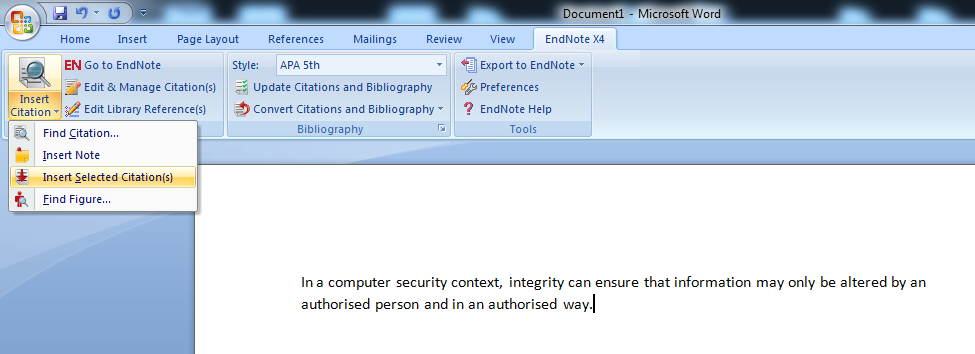 Document1 - Microsoft Word
Home Insert Page Layout References Mailings Review View EndNote X4
Insert Citation
EN Go to EndNote
Edit & Manage Citation(s)
Edit Library Reference(s)
Style: APA 5th
Update Citations and Bibliography
Convert Citations and Bibliography
Bibliography
Export to EndNote
Preferences
? EndNote Help
Tools
Find Citation...
Insert Note
Insert Selected Citation(s)
Find Figure...
In a computer security context, integrity can ensure that information may only be altered by an
authorised person and in an authorised way.